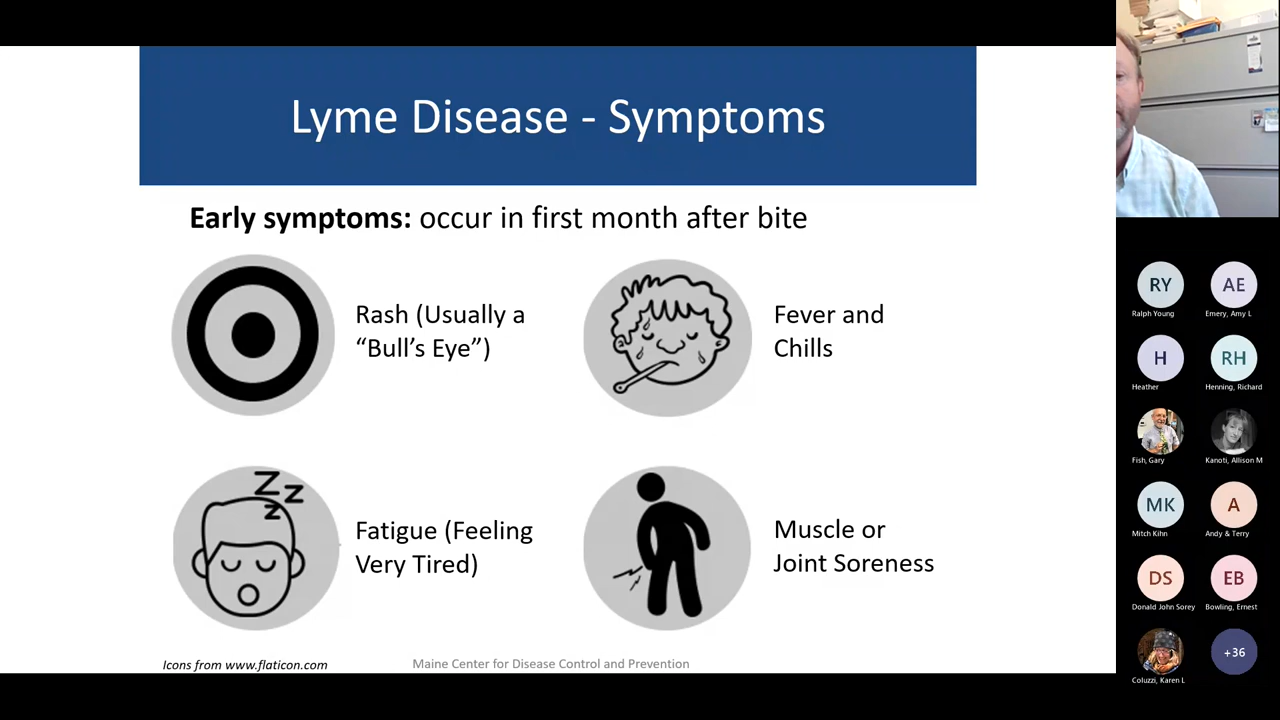 Lyme Disease - Symptoms
Early symptoms: occur in first month after bite
Rash (Usually a
“Bull’s Eye”)
Fever and
Chills
Z Z
Z
Fatigue (Feeling
Very Tired)
Muscle or
Joint Soreness
Icons from www.flaticon.com
Maine Center for Disease Control and Prevention
RY
Ralph Young
AE
Emery, Amy L
H
Heather
RH
Henning, Richard
Fish, Gary
Kanoti, Allison M
MK
Mitch Kihn
A
Andy & Terry
DS
Donald John Sorey
EB
Bowling, Ernest
Coluzzi, Karen L
+36